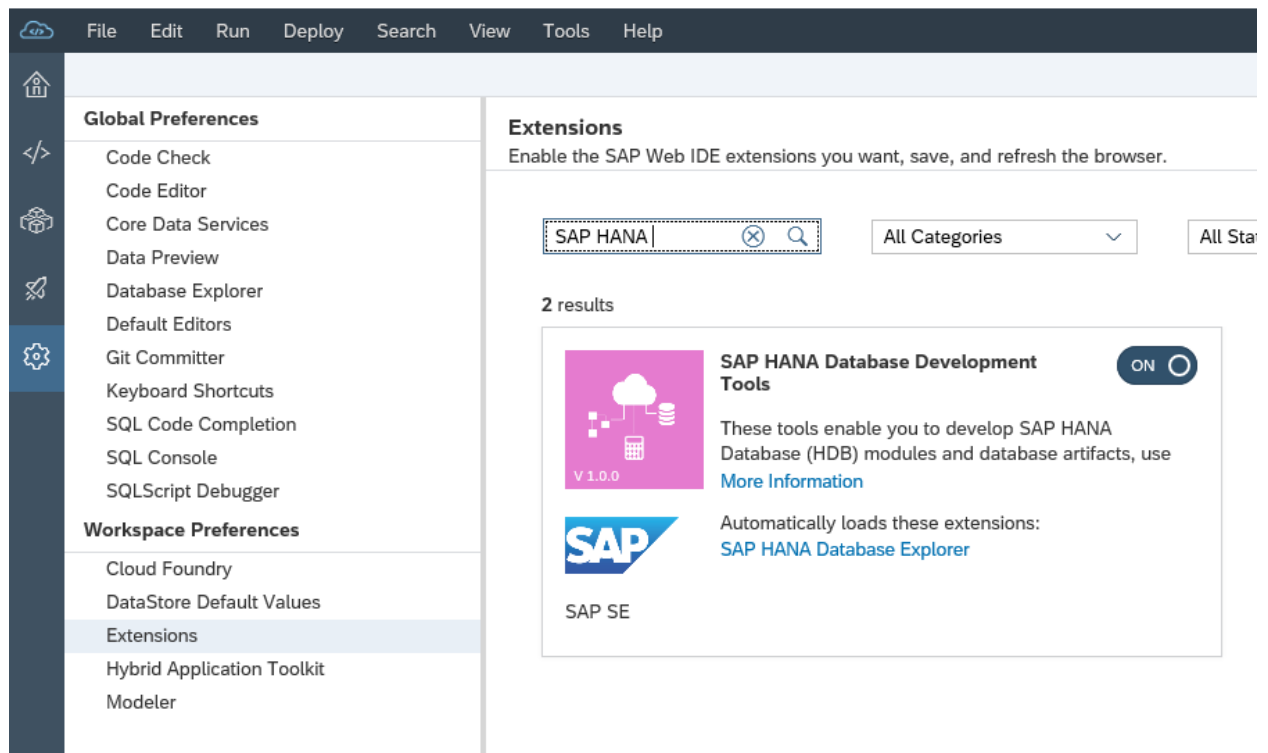 File Edit Run Deploy Search View Tools Help
Global Preferences
Code Check
Code Editor
Core Data Services
Data Preview
Database Explorer
Default Editors
Git Committer
Keyboard Shortcuts
SQL Code Completion
SQL Console
SQLScript Debugger
Workspace Preferences
Cloud Foundry
DataStore Default Values
Extensions
Hybrid Application Toolkit
Modeler
Extensions
Enable the SAP Web IDE extensions you want, save, and refresh the browser.
SAP HANA
All Categories
All Sta
2 results
V 1.0.0
SAP HANA Database Development
Tools
ON
These tools enable you to develop SAP HANA
Database (HDB) modules and database artifacts, use
More Information
SAP
Automatically loads these extensions:
SAP HANA Database Explorer
SAP SE